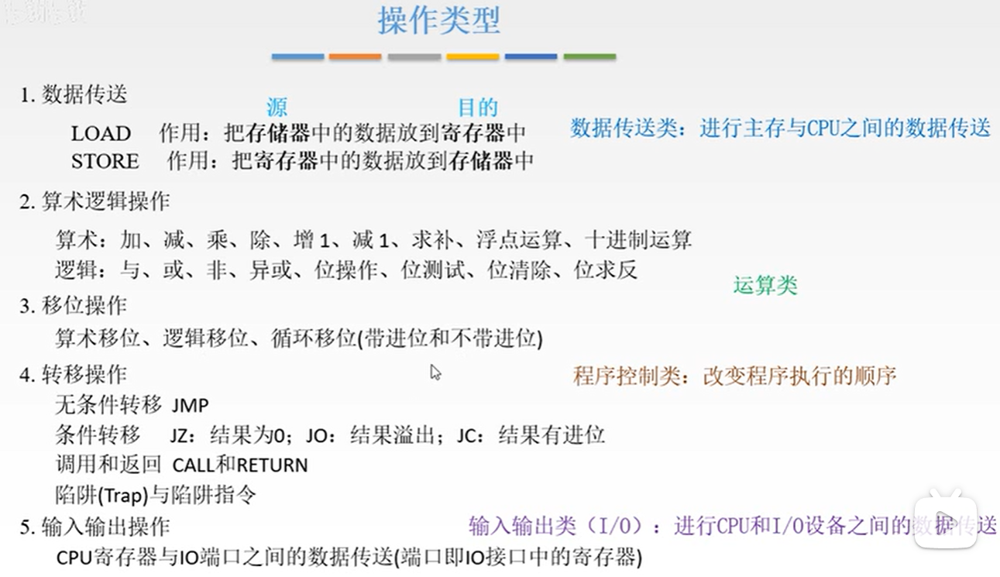 操作类型
1. 数据传送
源 目的
LOAD 作用：把存储器中的数据放到寄存器中
数据传送类：进行主存与CPU之间的数据传送
STORE 作用：把寄存器中的数据放到存储器中
2. 算术逻辑操作
算术：加、减、乘、除、增 1、减 1、求补、浮点运算、十进制运算
逻辑：与、或、非、异或、位操作、位测试、位清除、位求反
运算类
3. 移位操作
算术移位、逻辑移位、循环移位(带进位和不带进位)
4. 转移操作
程序控制类：改变程序执行的顺序
无条件转移 JMP
条件转移 JZ：结果为0；JO：结果溢出；JC：结果有进位
调用和返回 CALL和RETURN
陷阱(Trap)与陷阱指令
5. 输入输出操作
输入输出类（I/O）：进行CPU和I/O设备之间的数据传送
CPU寄存器与IO端口之间的数据传送(端口即IO接口中的寄存器)